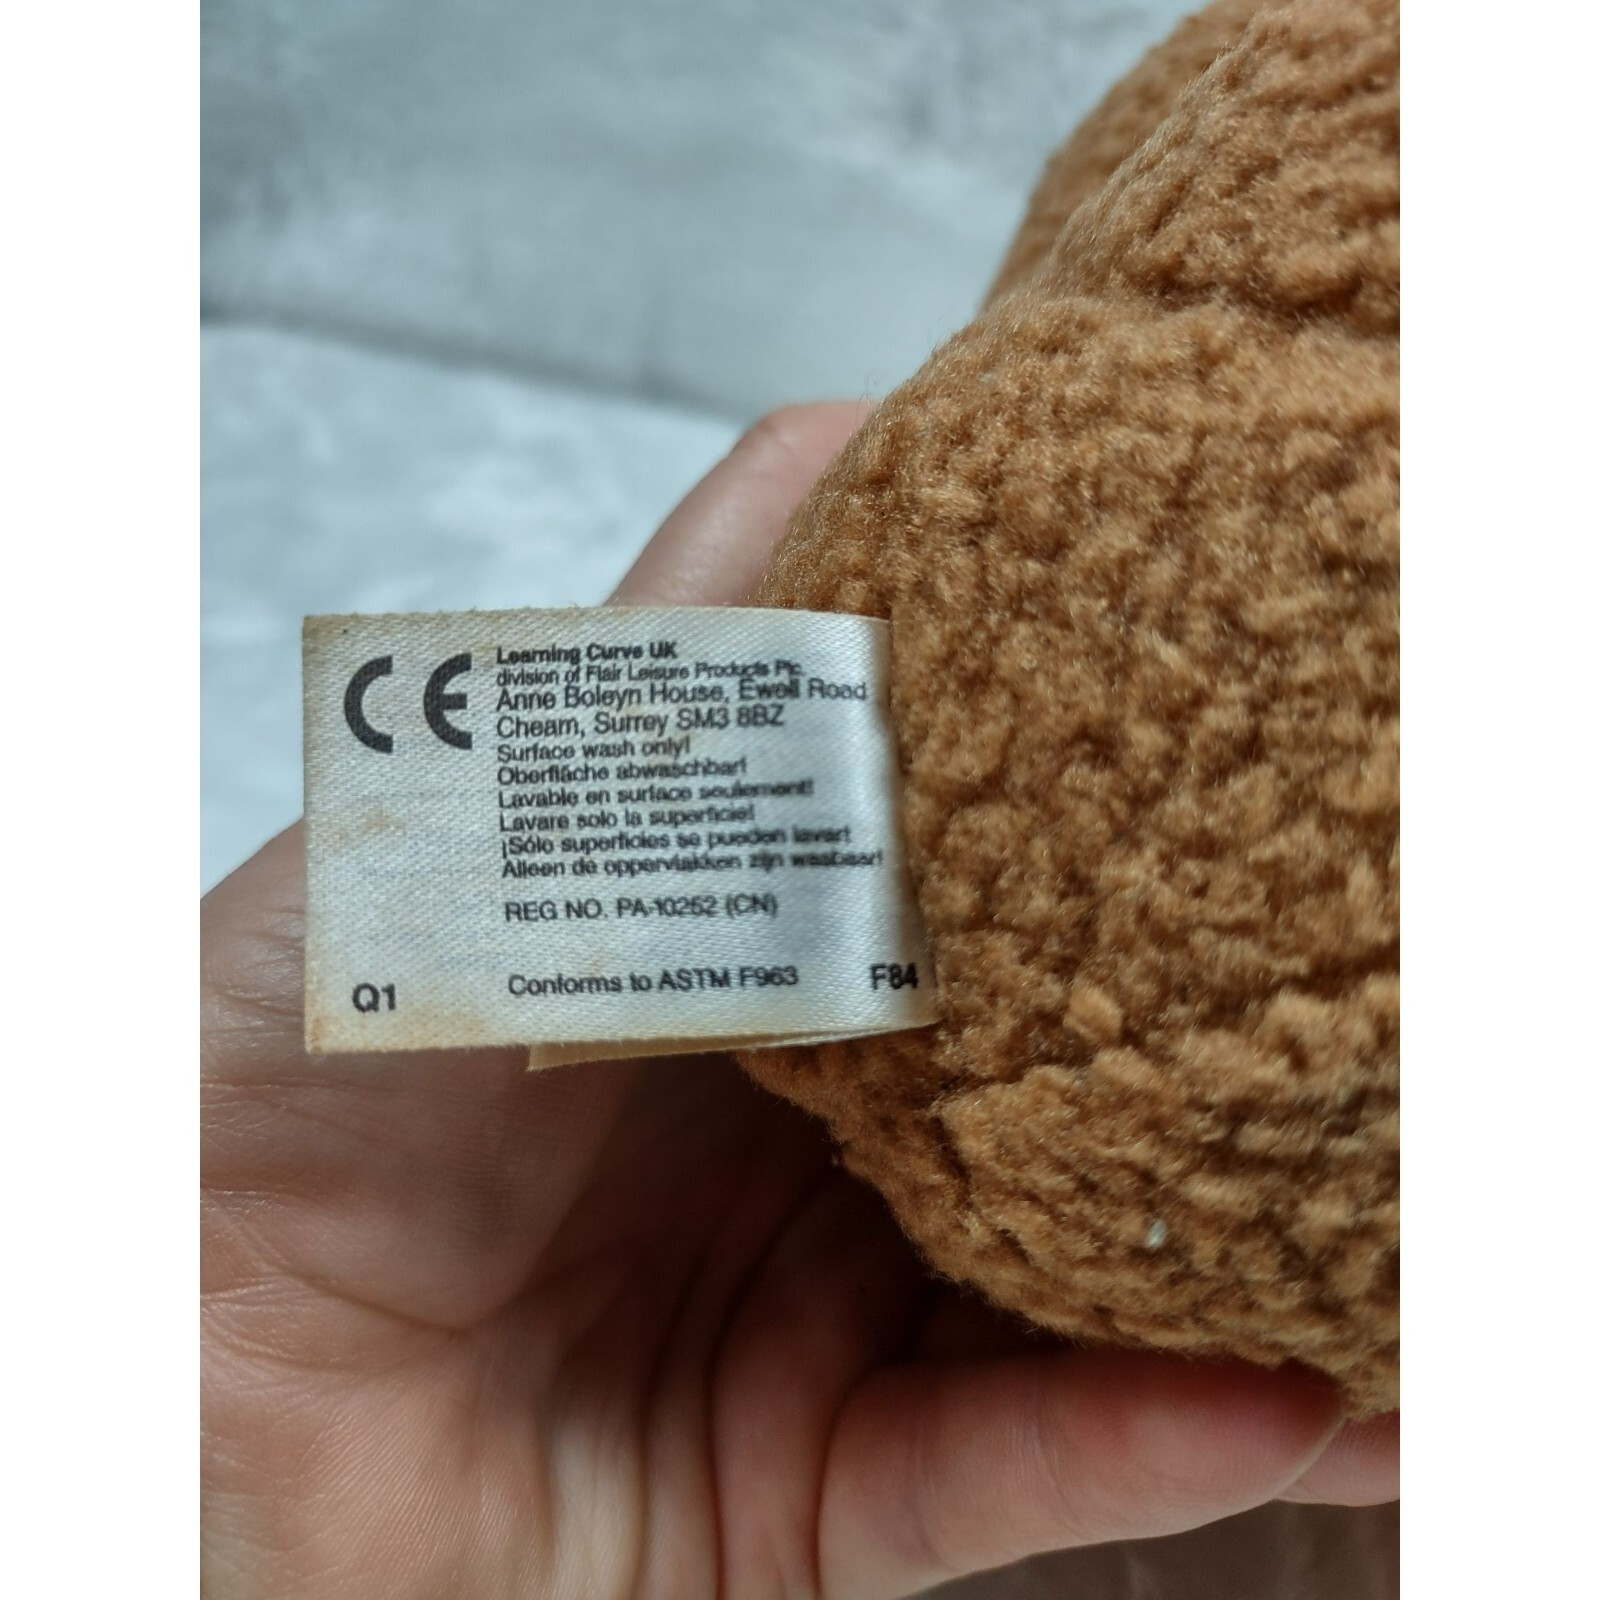 CE
Learning Curve UK
division of Flair Leisure Products Plc.
Anne Boleyn House, Ewell Road
Cheam, Surrey SM3 8BZ
Surface wash only!
Oberfläche abwaschbar!
Lavable en surface seulement!
Lavare solo la superficie!
¡Sólo superficies se pueden lavar!
Alleen de oppervlakken zijn wasbaar!
REG NO. PA-10252 (CN)
Conforms to ASTM F963
Q1
F84